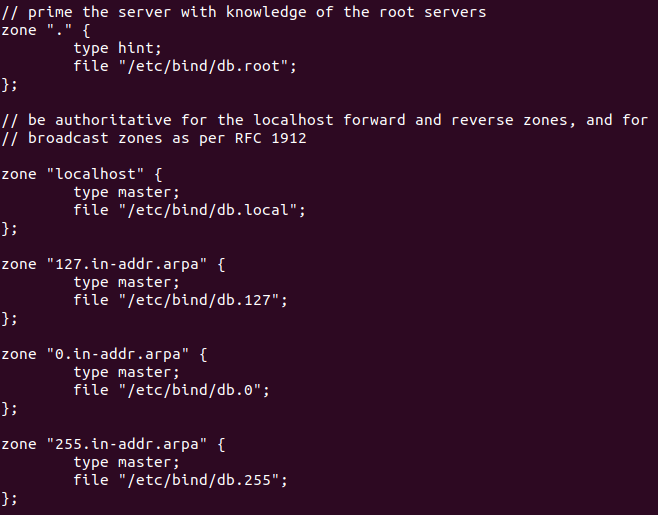 // prime the server with knowledge of the root servers
zone "." {
        type hint;
        file "/etc/bind/db.root";
};

// be authoritative for the localhost forward and reverse zones, and for
// broadcast zones as per RFC 1912

zone "localhost" {
        type master;
        file "/etc/bind/db.local";
};

zone "127.in-addr.arpa" {
        type master;
        file "/etc/bind/db.127";
};

zone "0.in-addr.arpa" {
        type master;
        file "/etc/bind/db.0";
};

zone "255.in-addr.arpa" {
        type master;
        file "/etc/bind/db.255";
};